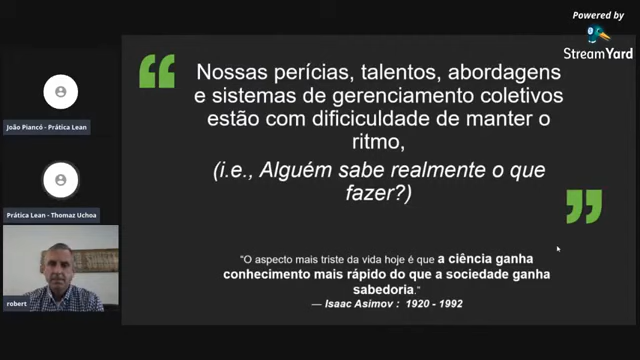 Powered by
StreamYard
João Piancó - Prática Lean
Prática Lean - Thomaz Uchoa
robert
“
Nossas perícias, talentos, abordagens
e sistemas de gerenciamento coletivos
estão com dificiculdade de manter o
ritmo,
(i.e., Alguém sabe realmente o que
fazer?)
”
“O aspecto mais triste da vida hoje é que a ciência ganha
conhecimento mais rápido do que a sociedade ganha
sabedoria.“
— Isaac Asimov : 1920 - 1992